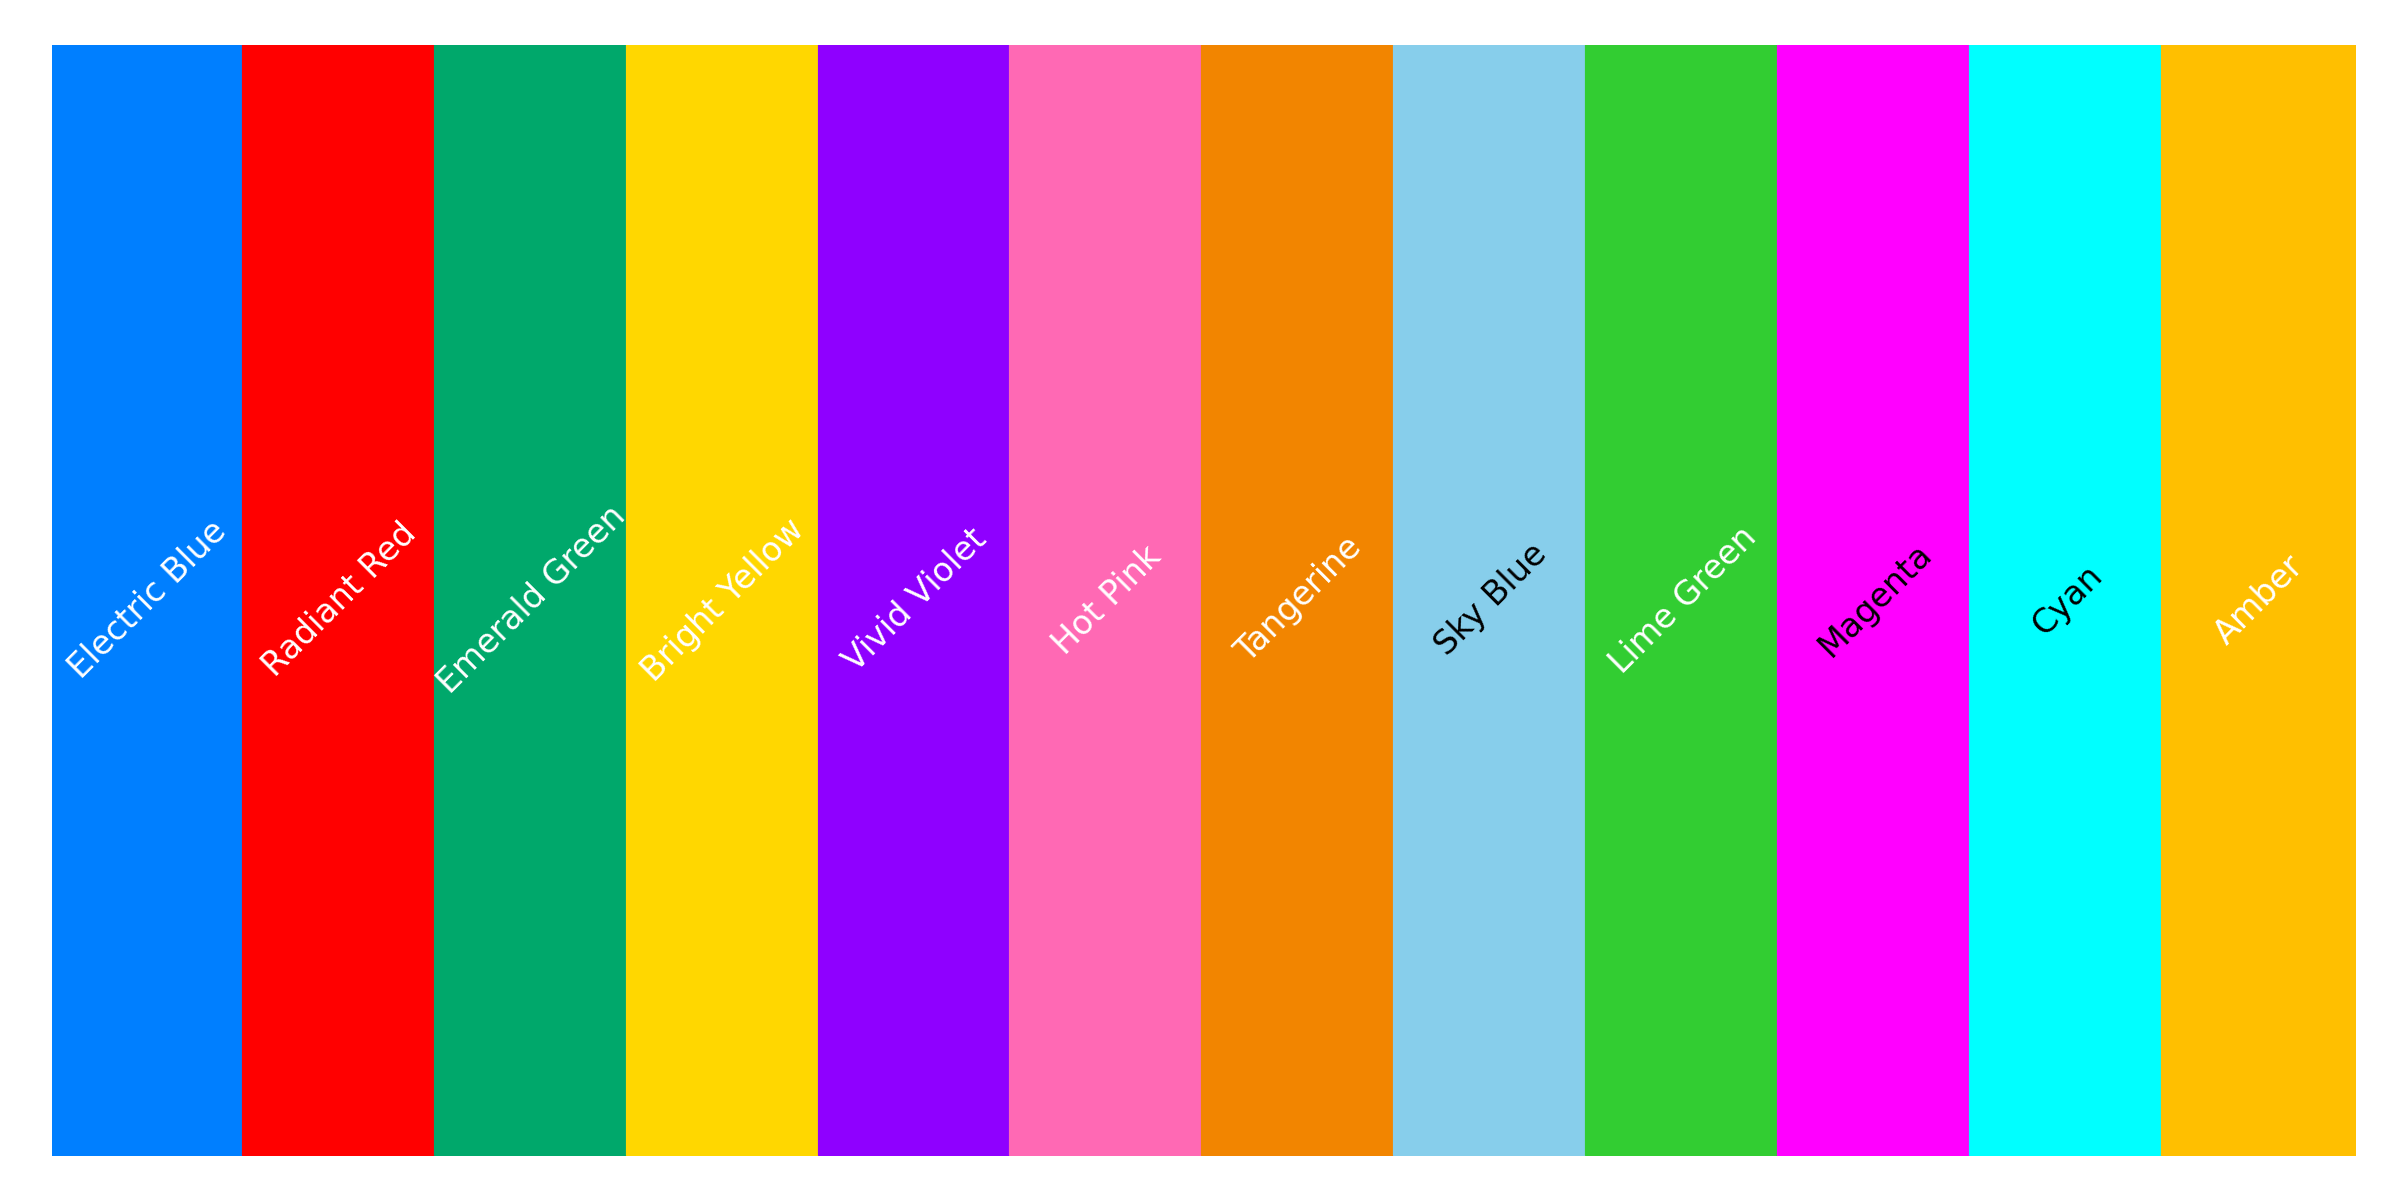 Electric Blue
Radiant Red
Emerald Green
Bright Yellow
Vivid Violet
Hot Pink
Tangerine
Sky Blue
Lime Green
Magenta
Cyan
Amber